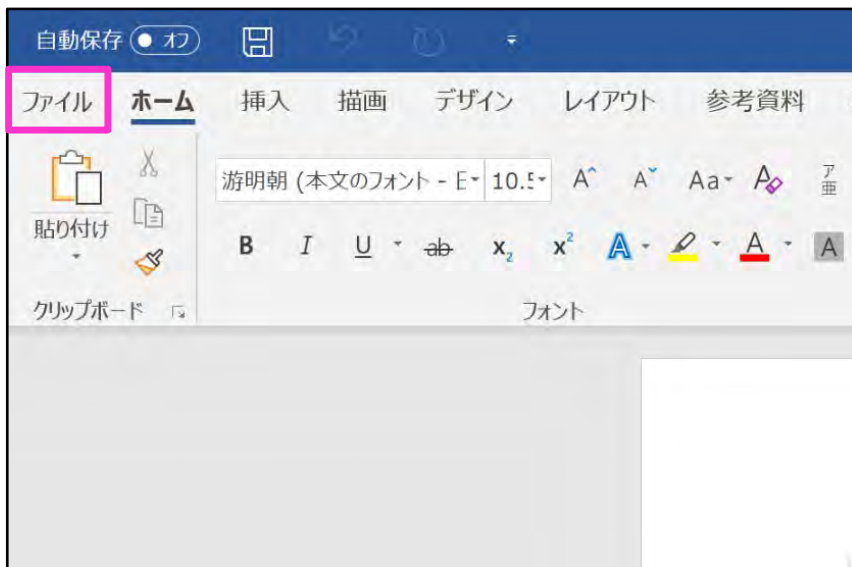 自動保存 オフ
ファイル ホーム 挿入 描画 デザイン レイアウト 参考資料
游明朝 (本文のフォント - E 10.5 A^ Aˇ Aa A ア亜
貼り付け
B I U ab x₂ x² A A A
クリップボード フォント